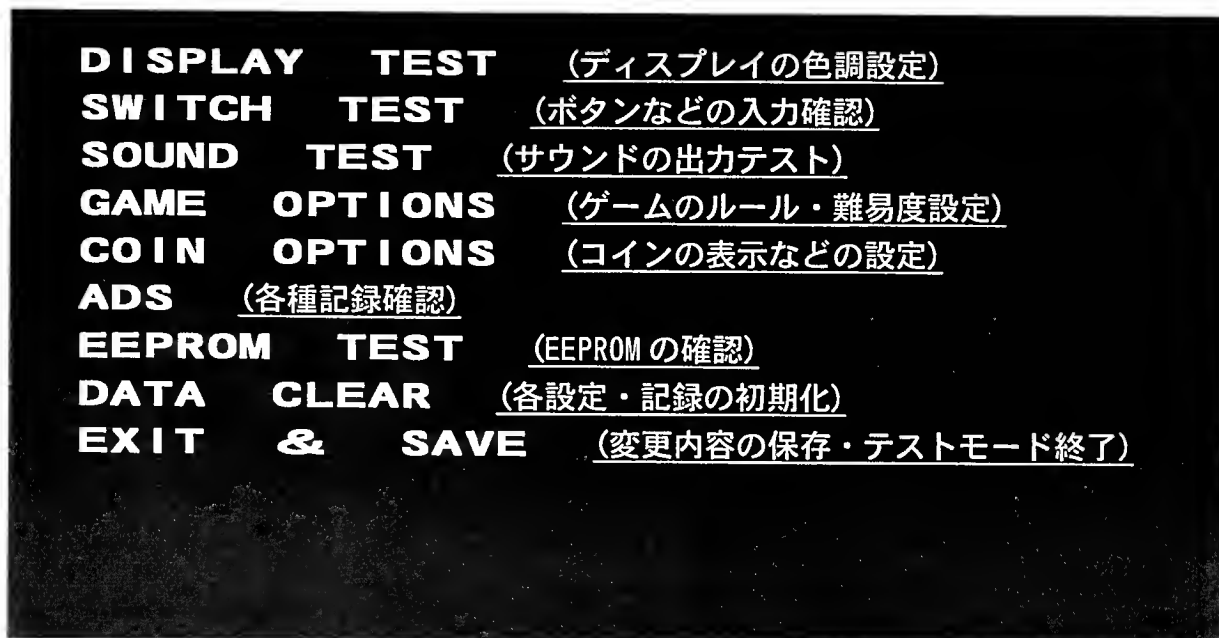 DISPLAY TEST (ディスプレイの色調設定)
SWITCH TEST (ボタンなどの入力確認)
SOUND TEST (サウンドの出力テスト)
GAME OPTIONS (ゲームのルール・難易度設定)
COIN OPTIONS (コインの表示などの設定)
ADS (各種記録確認)
EEPROM TEST (EEPROMの確認)
DATA CLEAR (各設定・記録の初期化)
EXIT & SAVE (変更内容の保存・テストモード終了)